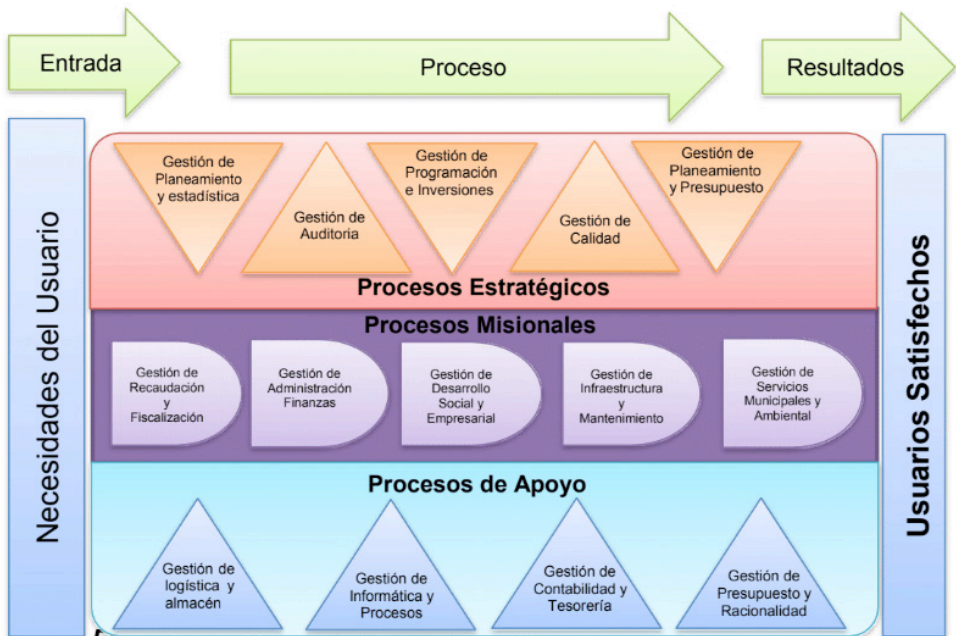 Entrada
Proceso
Resultados
Necesidades del Usuario
Gestión de
Planeamiento
y estadística
Gestión de
Auditoria
Gestión de
Programación
e Inversiones
Gestión de
Calidad
Gestión de
Planeamiento
y Presupuesto
Procesos Estratégicos
Procesos Misionales
Gestión de
Recaudación
y
Fiscalización
Gestión de
Administración
Finanzas
Gestión de
Desarrollo
Social y
Empresarial
Gestión de
Infraestructura
y
Mantenimiento
Gestión de
Servicios
Municipales y
Ambiental
Procesos de Apoyo
Gestión de
logística y
almacén
Gestión de
Informática y
Procesos
Gestión de
Contabilidad y
Tesorería
Gestión de
Presupuesto y
Racionalidad
Usuarios Satisfechos